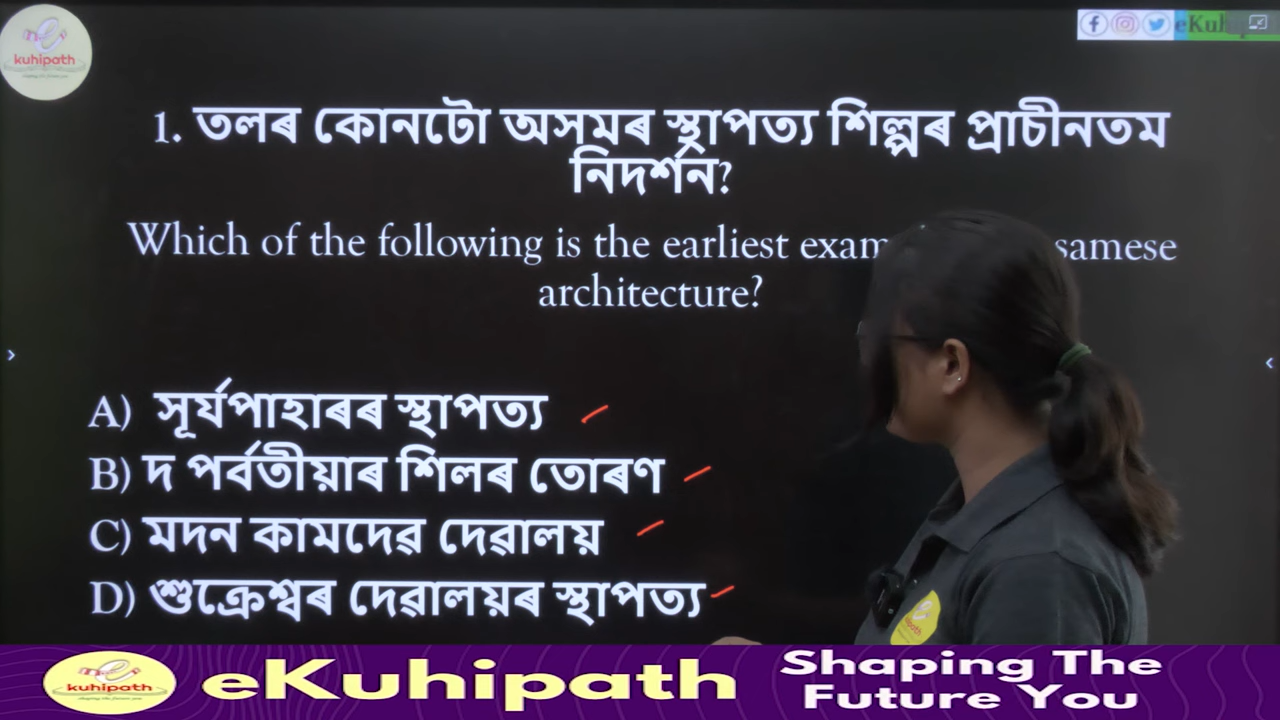 kuhipath
1. তলৰ কোনটো অসমৰ স্থাপত্য শিল্পৰ প্ৰাচীনতম
নিদৰ্শন?
Which of the following is the earliest exam samese
architecture?
A) সূৰ্যপাহাৰৰ স্থাপত্য
B) দ পৰ্বতীয়াৰ শিলৰ তোৰণ
C) মদন কামদেৱ দেৱালয়
D) শুক্ৰেশ্বৰ দেৱালয়ৰ স্থাপত্য
kuhipath
eKuhipath
Shaping The
Future You